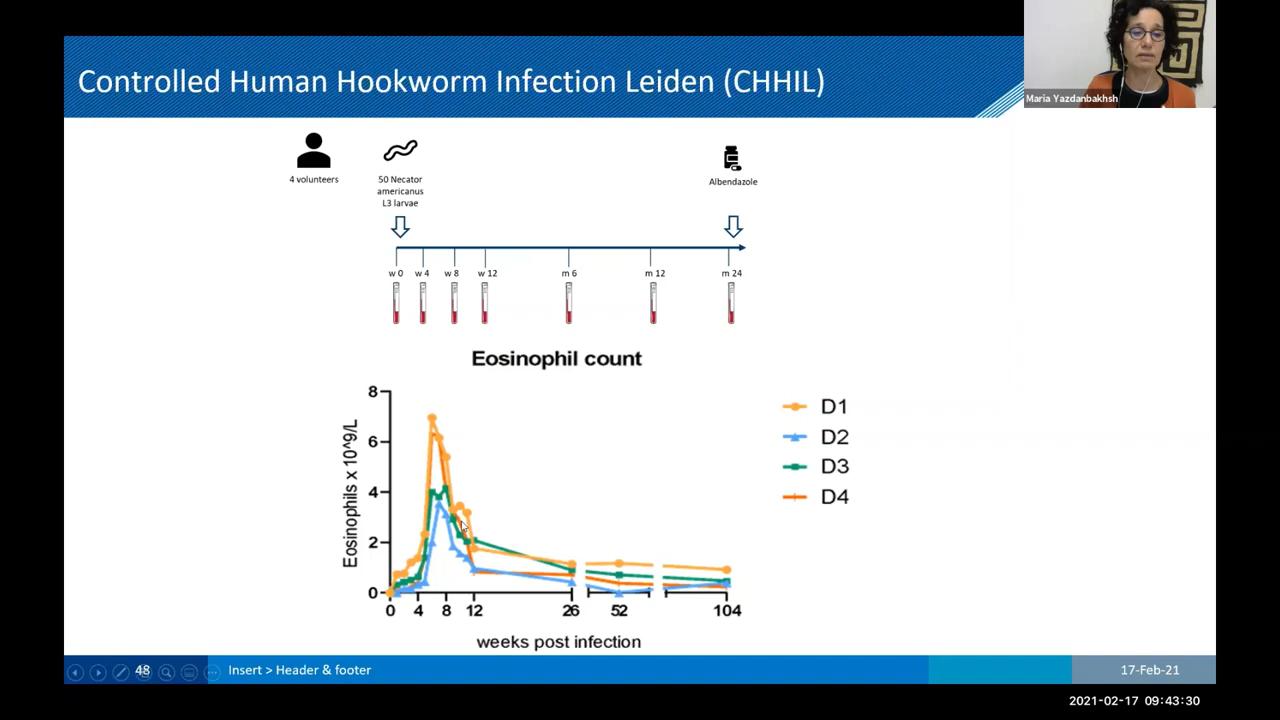 Controlled Human Hookworm Infection Leiden (CHHIL)
Maria Yazdanbakhsh
4 volunteers
50 Necator
americanus
L3 larvae
Albendazole
w 0 w 4 w 8 w 12 m 6 m 12 m 24
Eosinophil count
Eosinophils x 10^9/L
8
6
4
2
0
0 4 8 12 26 52 104
weeks post infection
D1
D2
D3
D4
48 Insert > Header & footer 17-Feb-21
2021-02-17 09:43:30